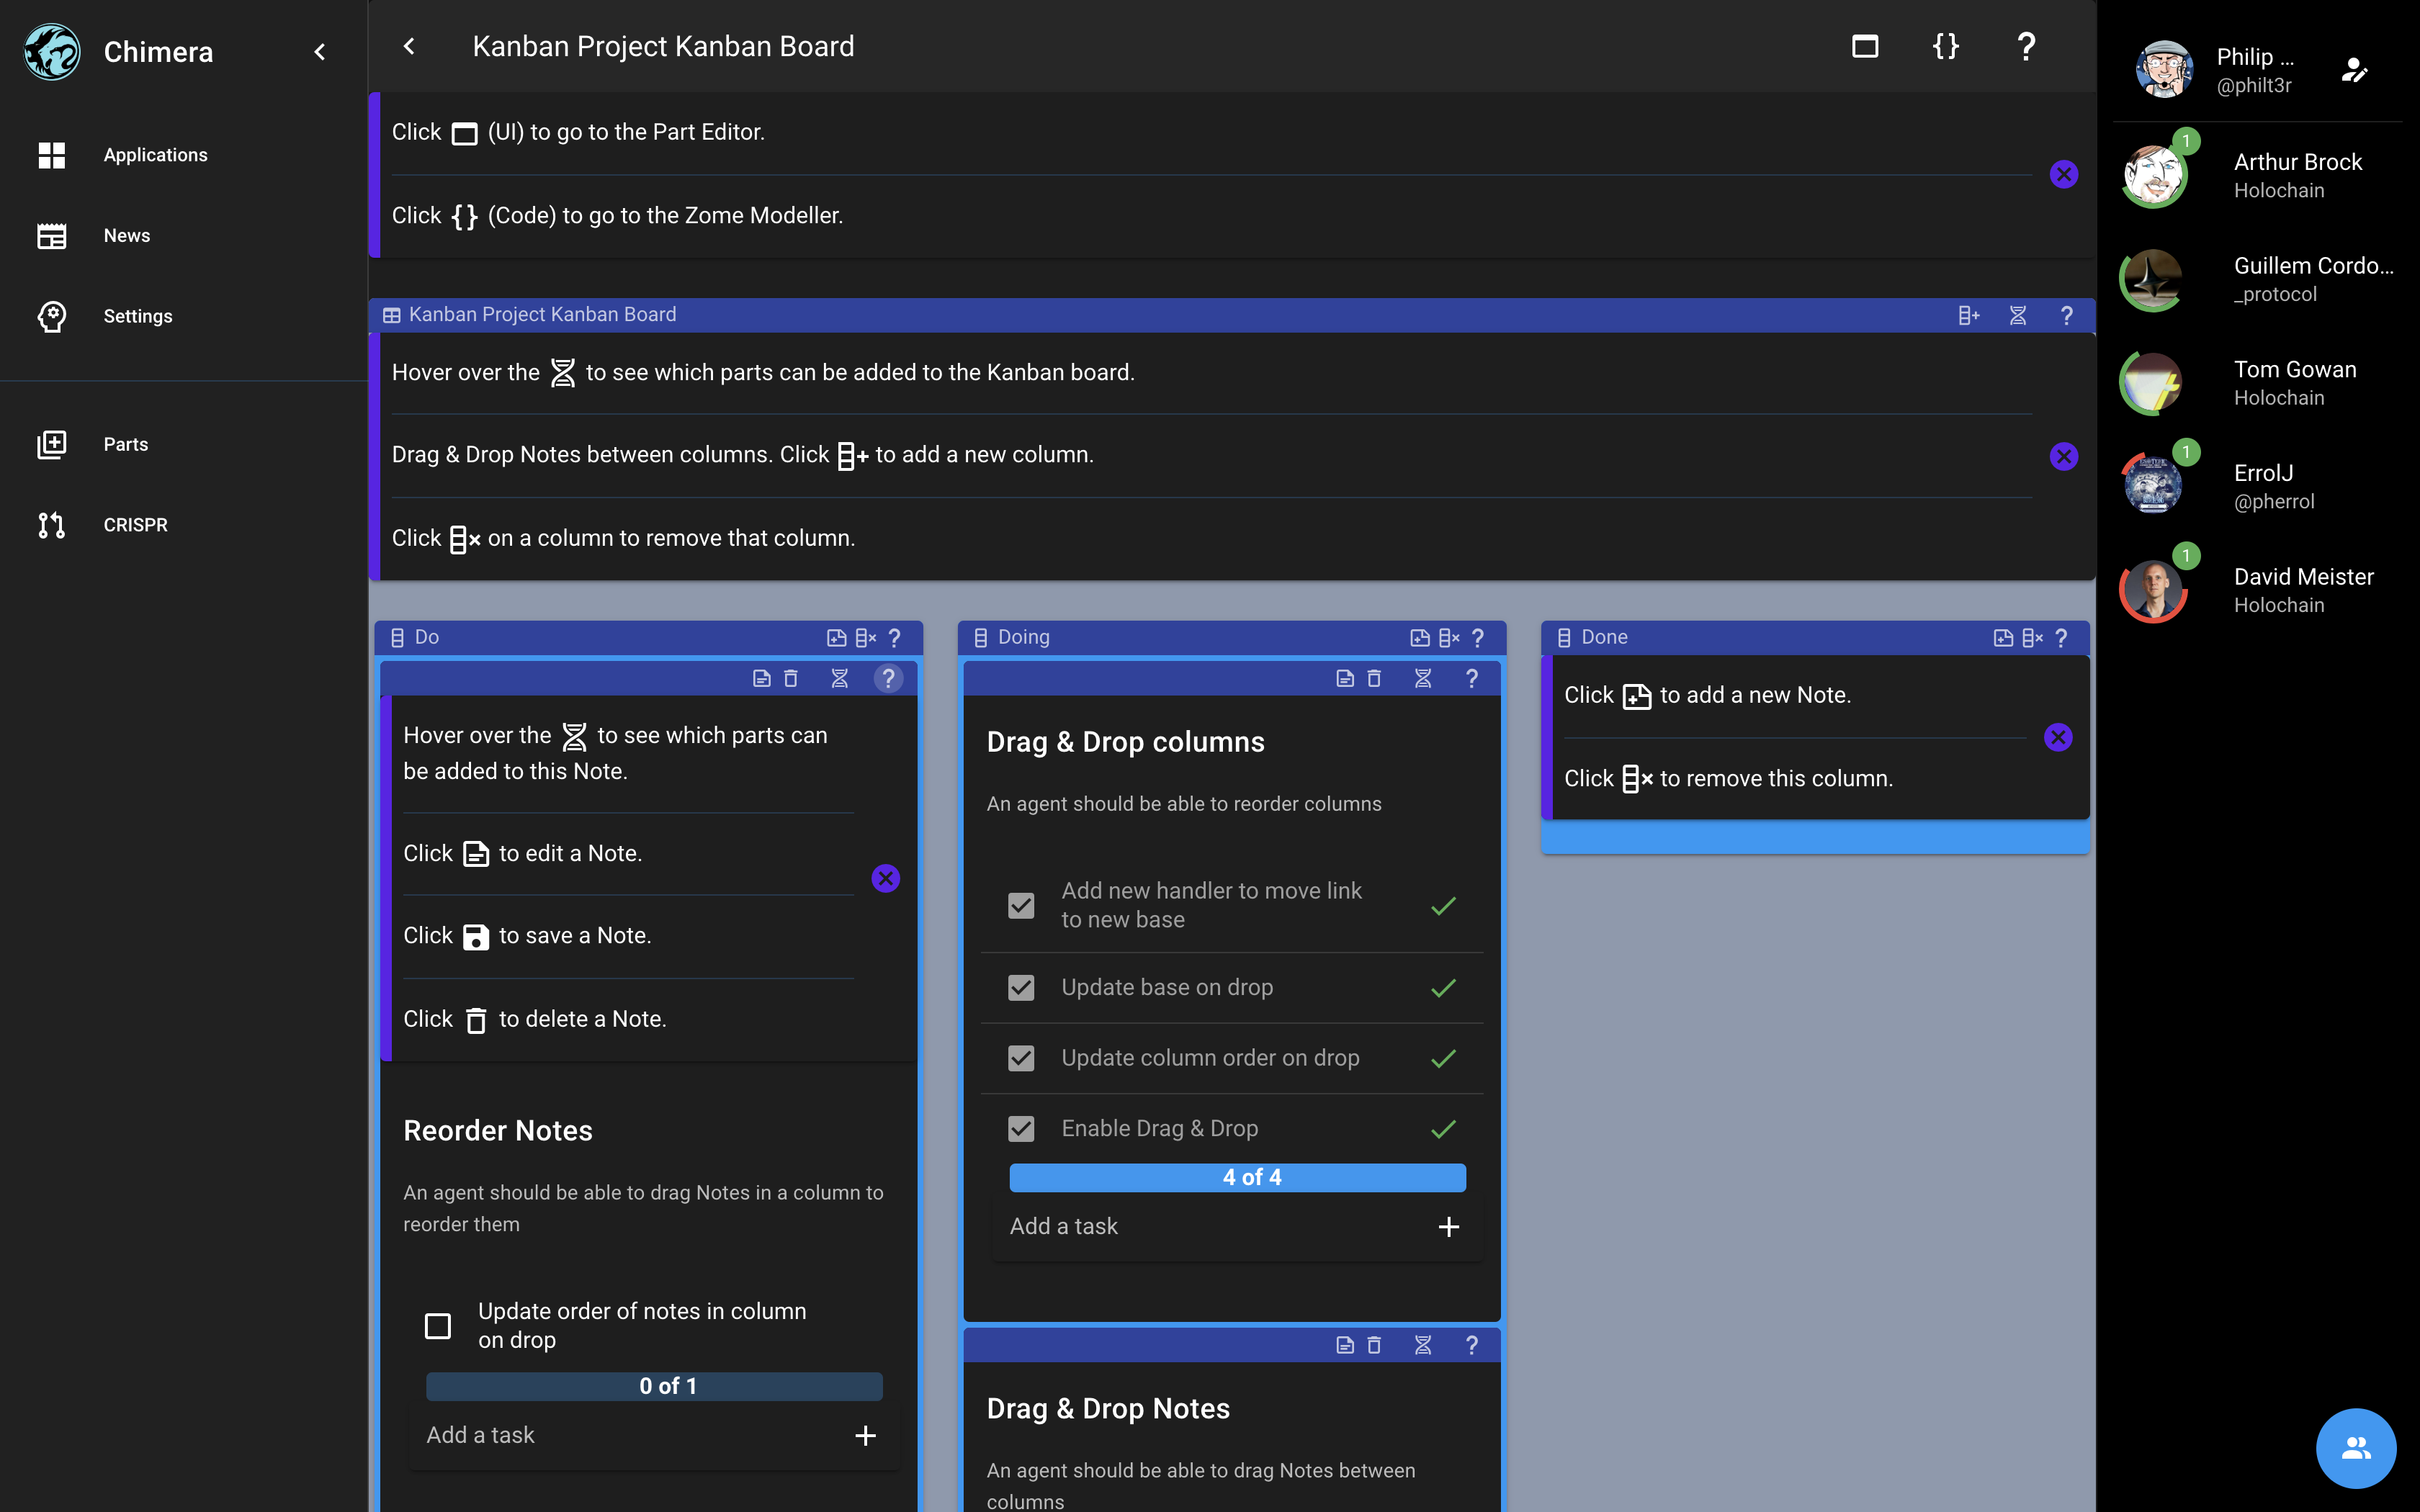 Chimera
Applications
News
Settings
Parts
CRISPR
Kanban Project Kanban Board
Click (UI) to go to the Part Editor.
Click {} (Code) to go to the Zome Modeller.
Kanban Project Kanban Board
Hover over the to see which parts can be added to the Kanban board.
Drag & Drop Notes between columns. Click to add a new column.
Click on a column to remove that column.
Do
Hover over the to see which parts can
be added to this Note.
Click to edit a Note.
Click to save a Note.
Click to delete a Note.
Reorder Notes
An agent should be able to drag Notes in a column to
reorder them
Update order of notes in column
on drop
0 of 1
Add a task
Doing
Drag & Drop columns
An agent should be able to reorder columns
Add new handler to move link
to new base
Update base on drop
Update column order on drop
Enable Drag & Drop
4 of 4
Add a task
Drag & Drop Notes
An agent should be able to drag Notes between
columns
Done
Click to add a new Note.
Click to remove this column.
Philip ...
@philt3r
1
Arthur Brock
Holochain
Guillem Cordo...
_protocol
Tom Gowan
Holochain
1
ErrolJ
@pherrol
1
David Meister
Holochain